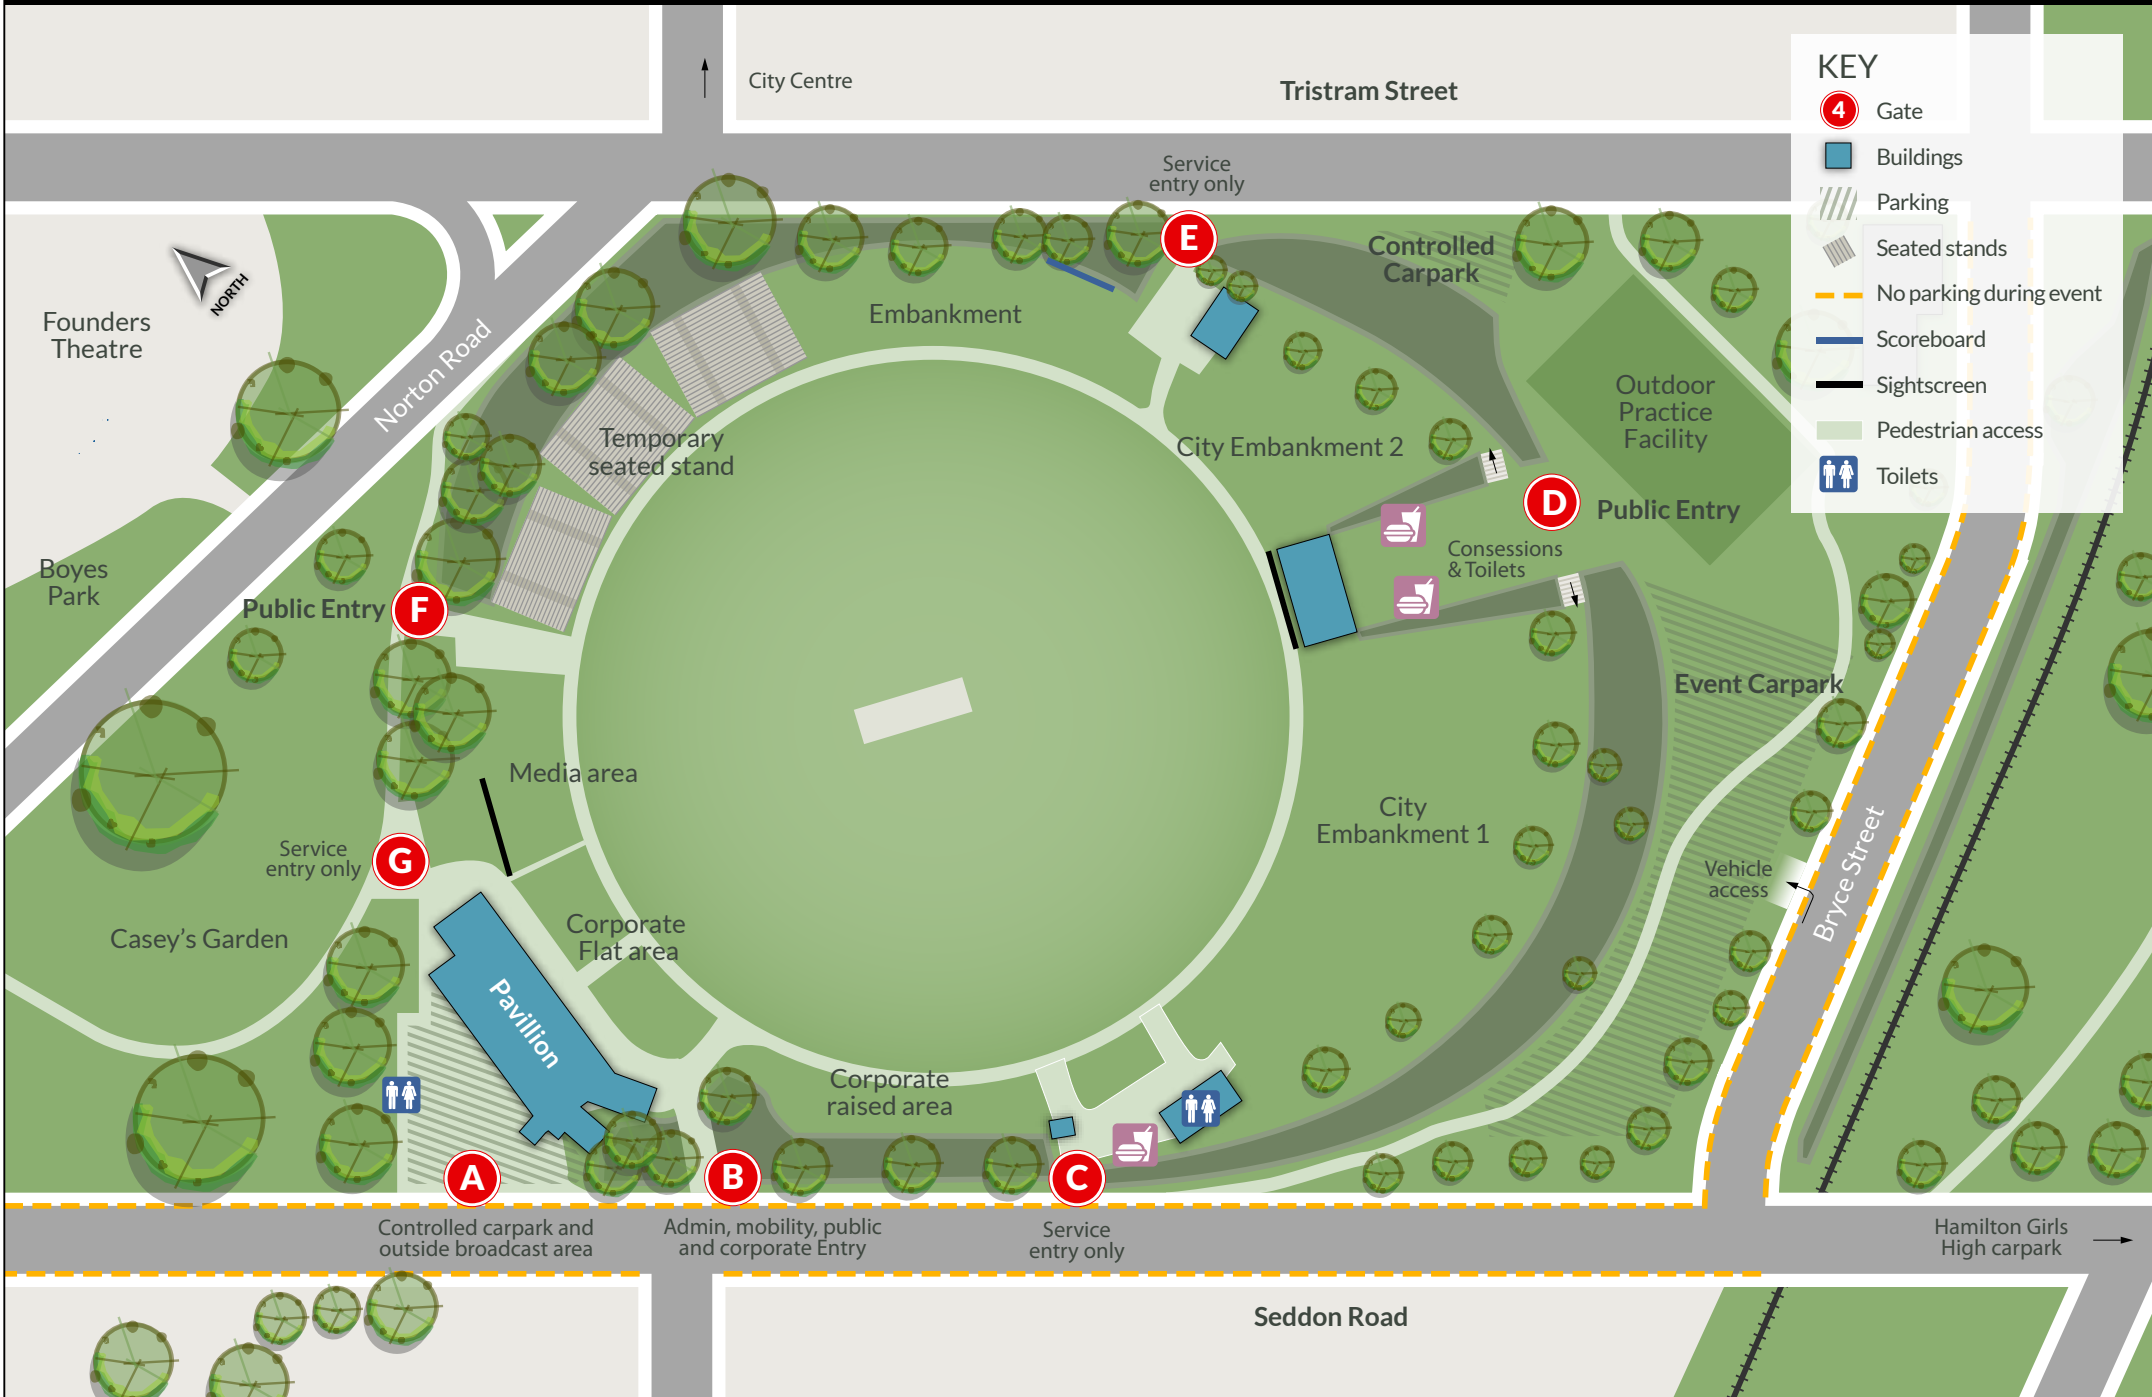 City Centre
Tristram Street
KEY
4
Gate
Buildings
Parking
Seated stands
No parking during event
Scoreboard
Sightscreen
Pedestrian access
Toilets
Service
entry only
E
Controlled
Carpark
NORTH
Founders
Theatre
Norton Road
Embankment
Outdoor
Practice
Facility
Temporary
seated stand
City Embankment 2
D
Public Entry
Consessions
& Toilets
Boyes
Park
Public Entry
F
Event Carpark
Media area
City
Embankment 1
Service
entry only
G
Vehicle
access
Bryce Street
Casey's Garden
Corporate
Flat area
Pavillion
Corporate
raised area
A
B
C
Controlled carpark and
outside broadcast area
Admin, mobility, public
and corporate Entry
Service
entry only
Hamilton Girls
High carpark
Seddon Road